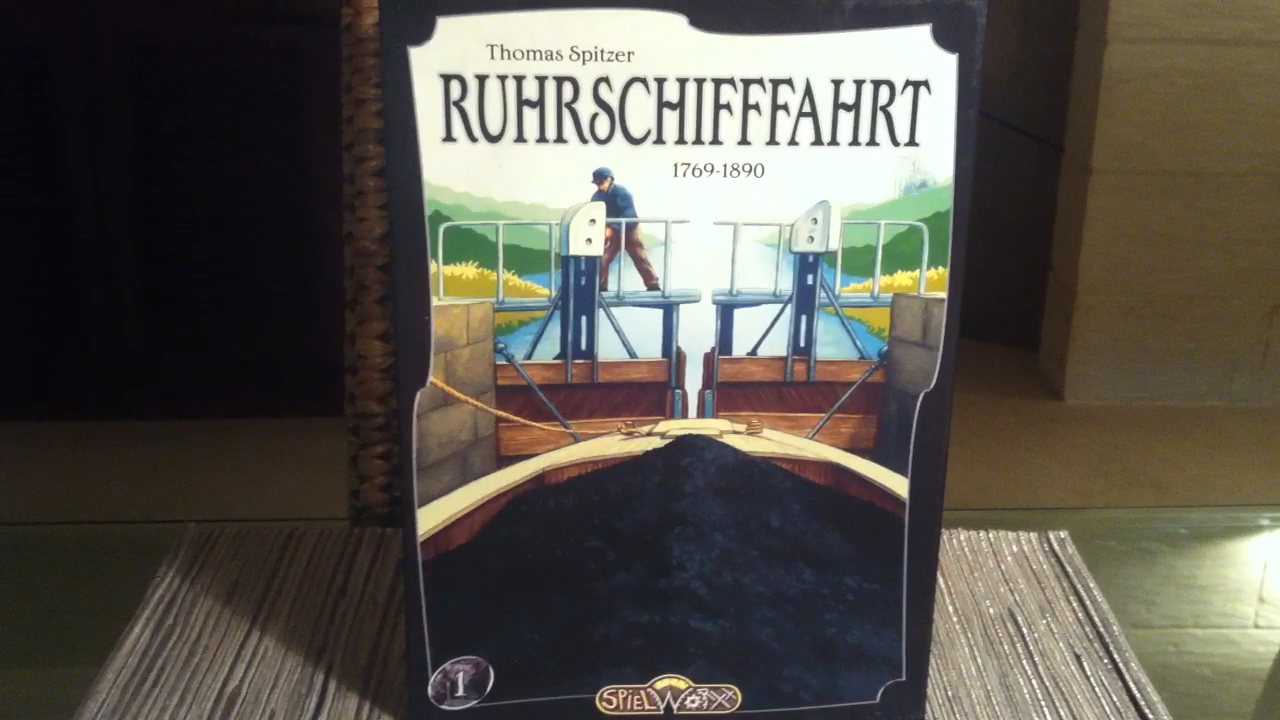 Thomas Spitzer
RUHRSCHIFFFAHRT
1769-1890
1
SPIELWORXX